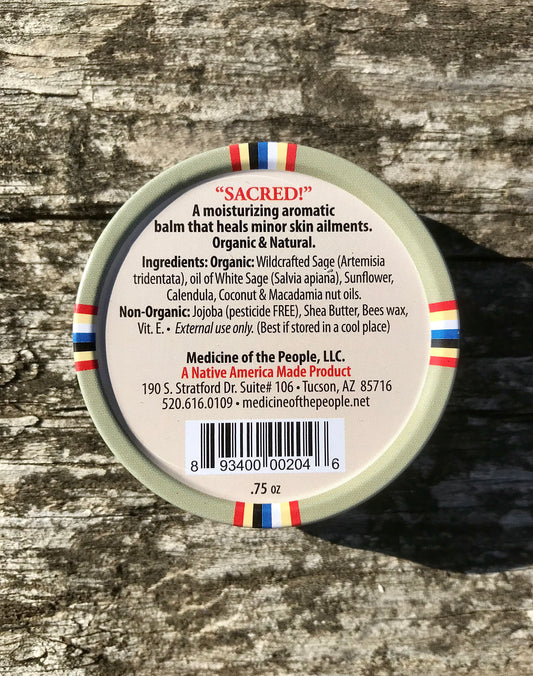 “SACRED!”
A moisturizing aromatic
balm that heals minor skin ailments.
Organic & Natural.
Ingredients: Organic: Wildcrafted Sage (Artemisia
tridentata), oil of White Sage (Salvia apiana), Sunflower,
Calendula, Coconut & Macadamia nut oils.
Non-Organic: Jojoba (pesticide FREE), Shea Butter, Bees wax,
Vit. E. • External use only. (Best if stored in a cool place)
Medicine of the People, LLC.
A Native America Made Product
190 S. Stratford Dr. Suite# 106 • Tucson, AZ 85716
520.616.0109 • medicineofthepeople.net
8 93400 00204 6
.75 oz